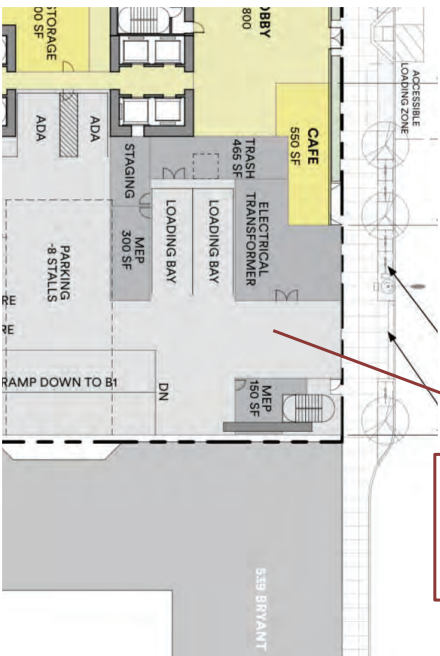 STORAGE
00 SF
OBBY
800
ACCESSIBLE
LOADING ZONE
ADA
ADA
STAGING
TRASH
465 SF
CAFE
550 SF
LOADING BAY
LOADING BAY
ELECTRICAL
TRANSFORMER
MEP
300 SF
PARKING
~8 STALLS
RE
RE
RAMP DOWN TO B1
DN
MEP
150 SF
539 BRYANT